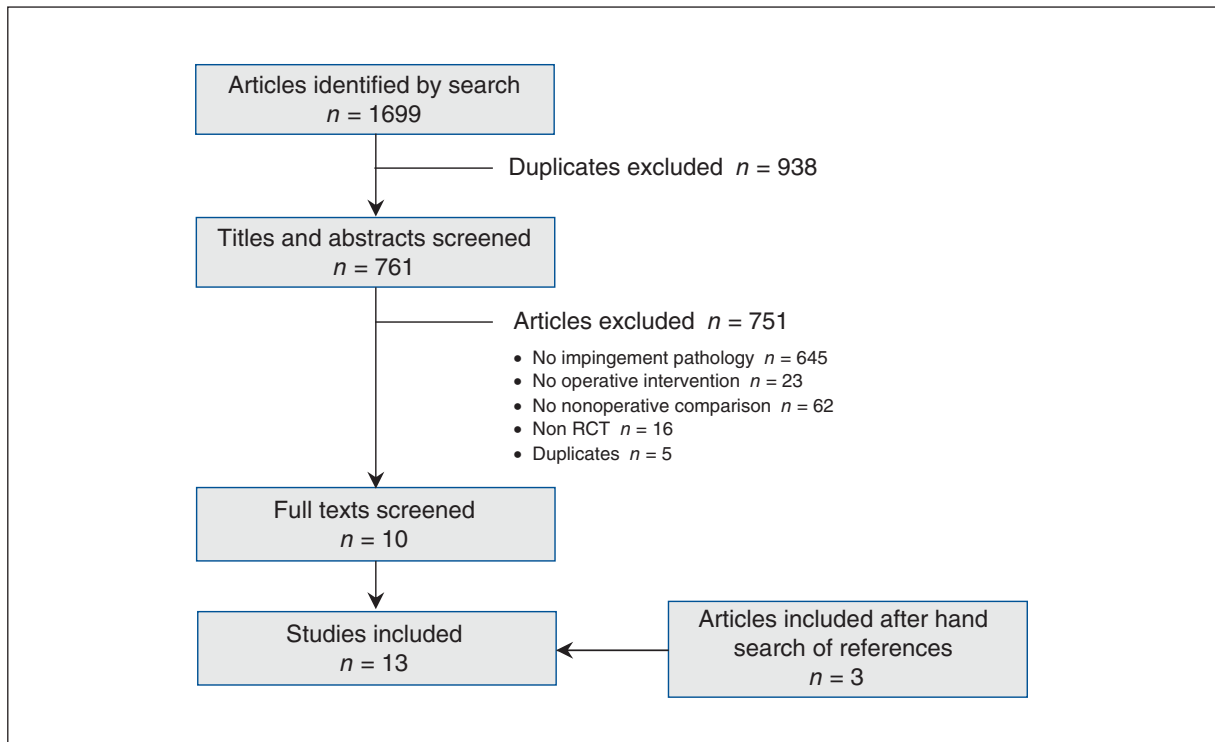 Articles identified by search
n = 1699
Duplicates excluded n = 938
Titles and abstracts screened
n = 761
Articles excluded n = 751
• No impingement pathology n = 645
• No operative intervention n = 23
• No nonoperative comparison n = 62
• Non RCT n = 16
• Duplicates n = 5
Full texts screened
n = 10
Studies included
n = 13
Articles included after hand
search of references
n = 3